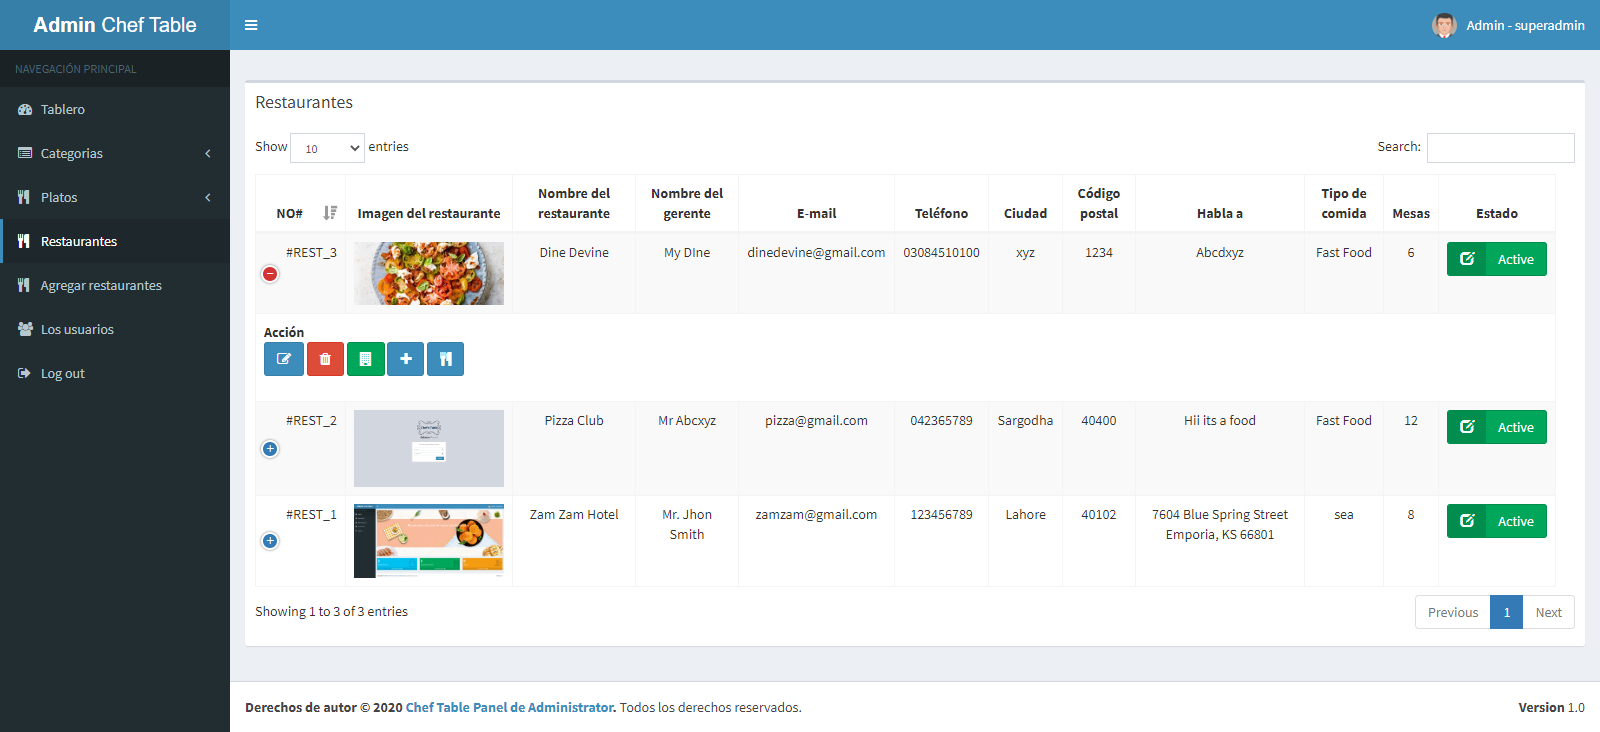 Admin Chef Table
Admin - superadmin
NAVEGACIÓN PRINCIPAL
Tablero
Categorias
Platos
Restaurantes
Agregar restaurantes
Los usuarios
Log out
Restaurantes
Show 10 entries
Search:
NO# Imagen del restaurante Nombre del restaurante Nombre del gerente E-mail Teléfono Ciudad Código postal Habla a Tipo de comida Mesas Estado
#REST_3 Dine Devine My DIne dinedevine@gmail.com 03084510100 xyz 1234 Abcdxyz Fast Food 6 Active
Acción
#REST_2 Pizza Club Mr Abcxyz pizza@gmail.com 042365789 Sargodha 40400 Hii its a food Fast Food 12 Active
#REST_1 Zam Zam Hotel Mr. Jhon Smith zamzam@gmail.com 123456789 Lahore 40102 7604 Blue Spring Street Emporia, KS 66801 sea 8 Active
Showing 1 to 3 of 3 entries
Previous 1 Next
Derechos de autor © 2020 Chef Table Panel de Administrator. Todos los derechos reservados.
Version 1.0